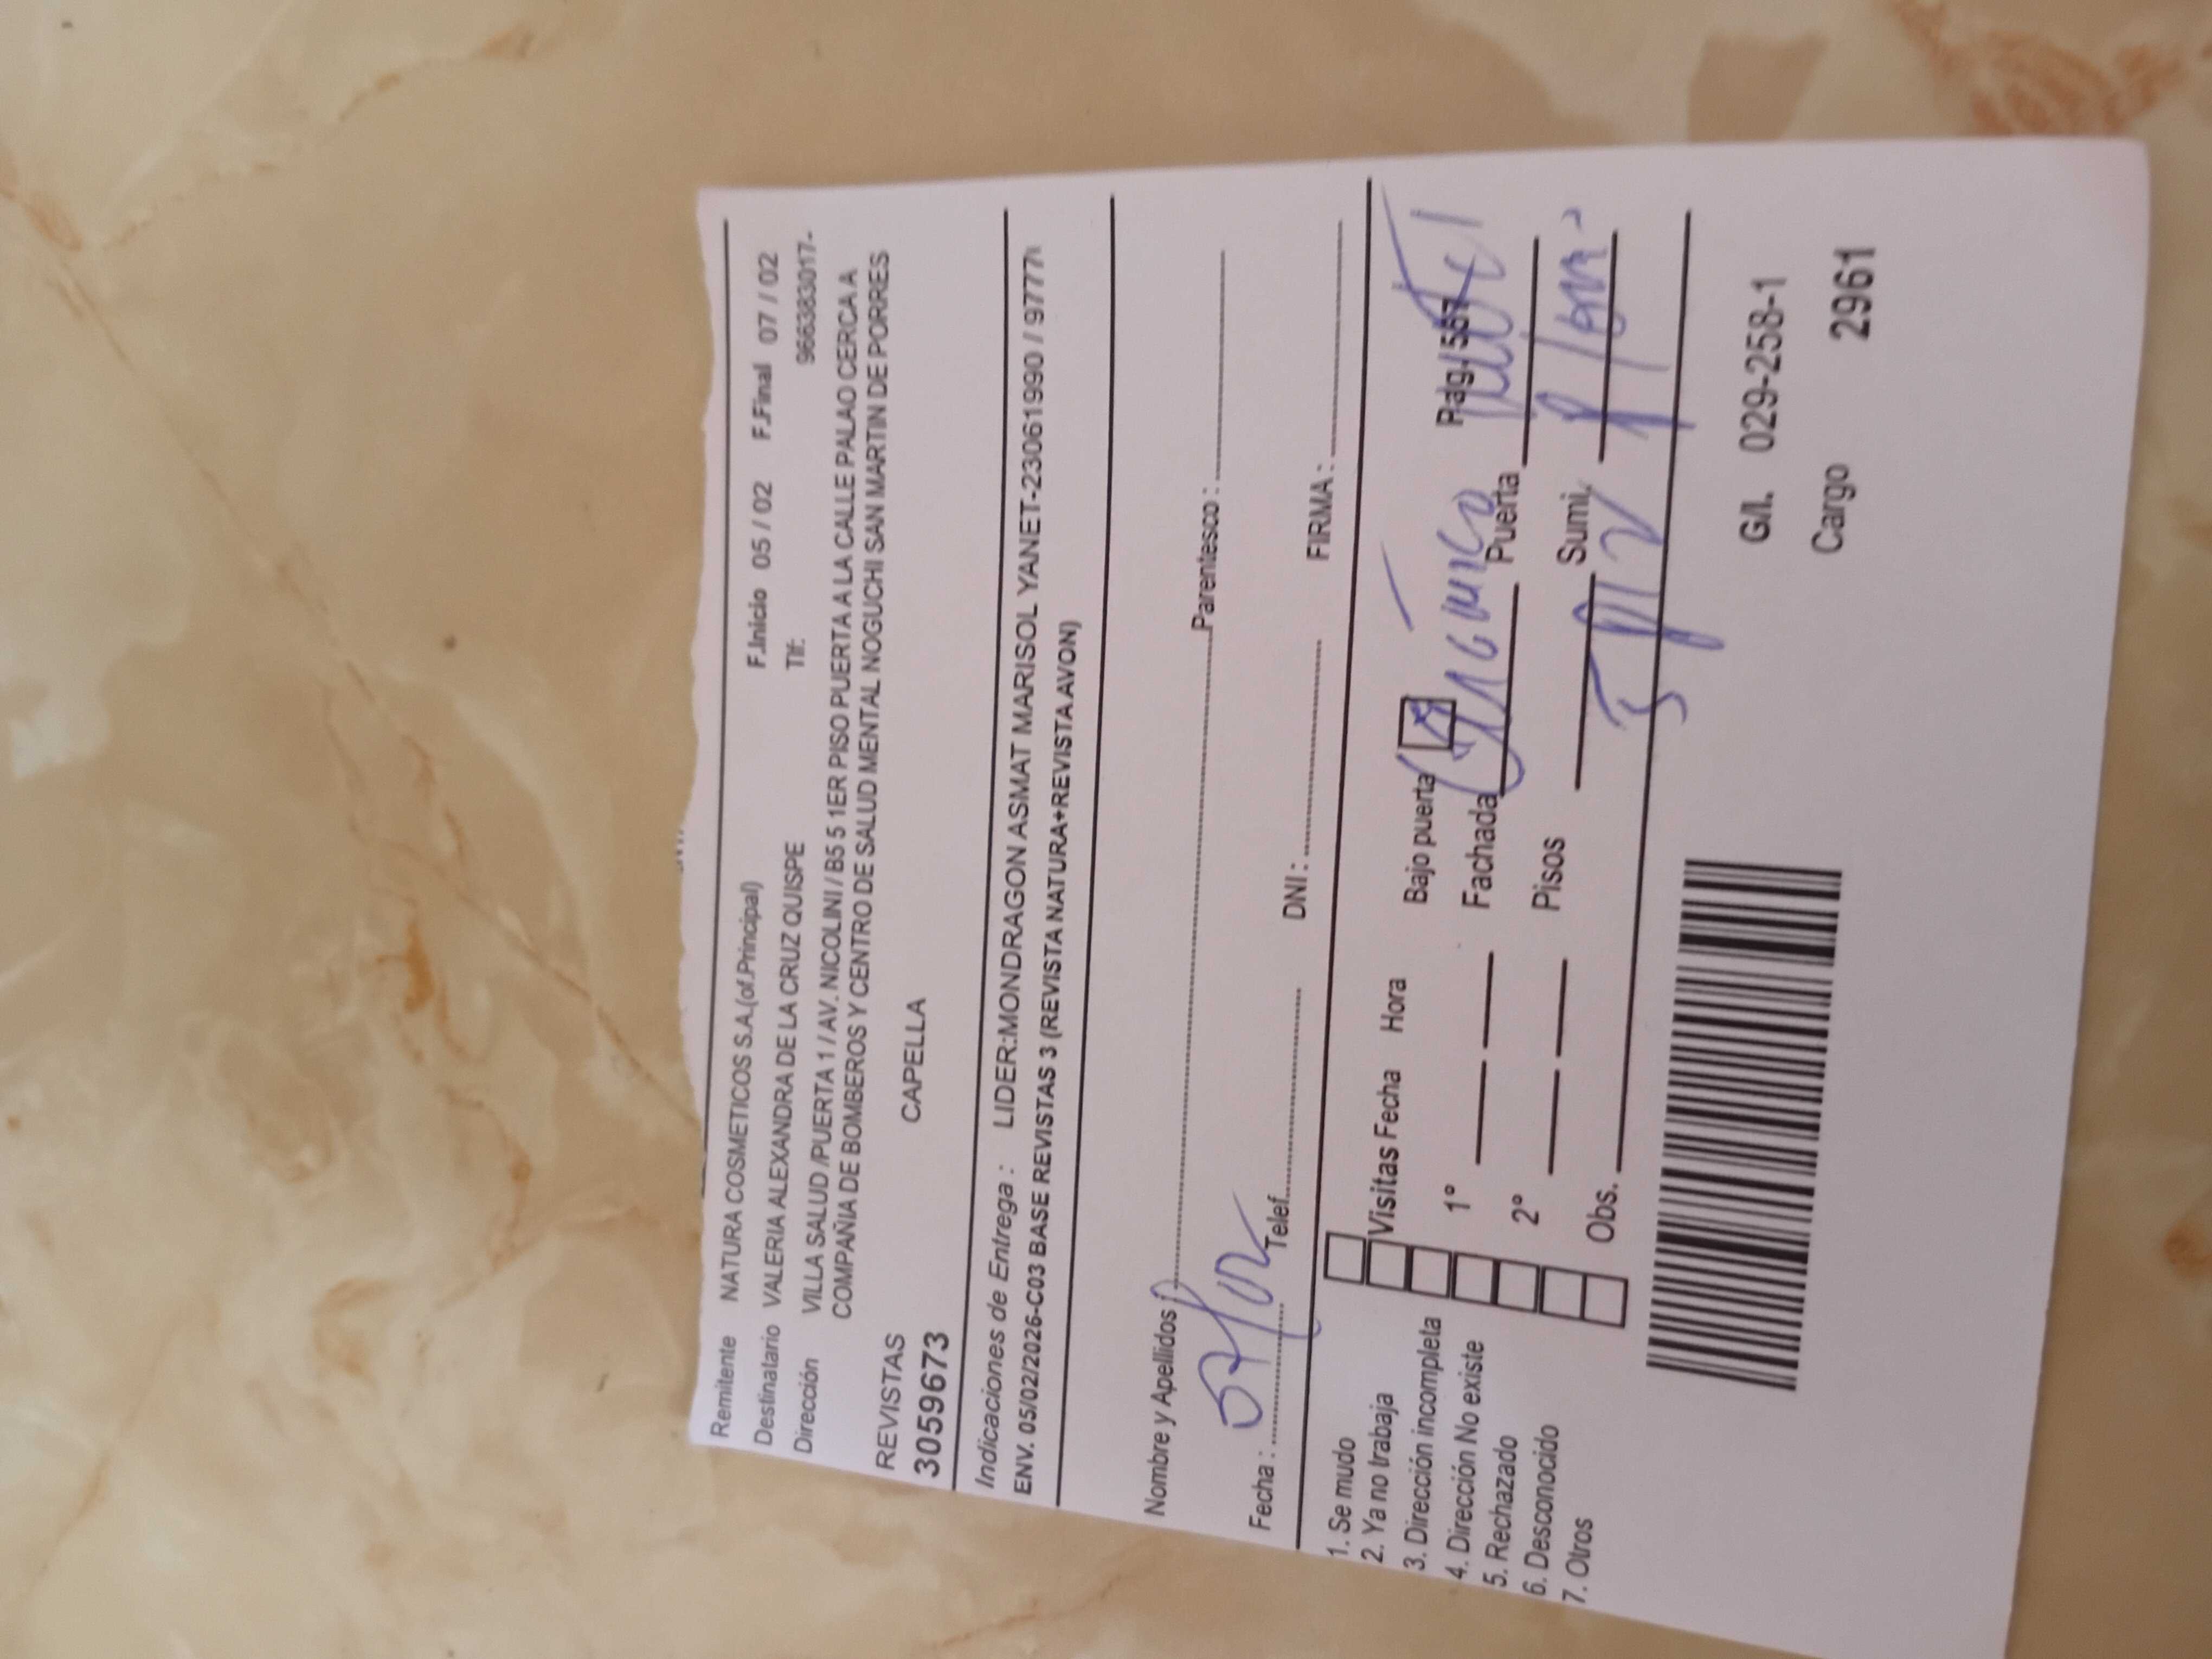 Remitente NATURA COSMETICOS S.A.(of.Principal) F.Inicio 05 / 02 F.Final 07 / 02
Destinatario VALERIA ALEXANDRA DE LA CRUZ QUISPE Tlf: 96638383017-
Dirección VILLA SALUD /PUERTA 1 / AV. NICOLINI / B5 5 1ER PISO PUERTA A LA CALLE PALAO CERCA A
COMPAÑIA DE BOMBEROS Y CENTRO DE SALUD MENTAL NOGUCHI SAN MARTIN DE PORRES
REVISTAS CAPELLA
30596673
Indicaciones de Entrega : LIDER:MONDRAGON ASMAT MARISOL YANET-23061990 / 9777
ENV. 05/02/2026-C03 BASE REVISTAS 3 (REVISTA NATURA+REVISTA AVON)
Nombre y Apellidos Parentesco :
Fecha : 07/02 Telef. DNI : FIRMA :
1. Se mudo
2. Ya no trabaja
3. Dirección incompleta
4. Dirección No existe
5. Rechazado
6. Desconocido
7. Otros
Visitas Fecha Hora
1°
2°
Obs.
Bajo puerta Pdg.
Fachada Puerta
Pisos Sumi.
G/l. 029-258-1
Cargo 2961